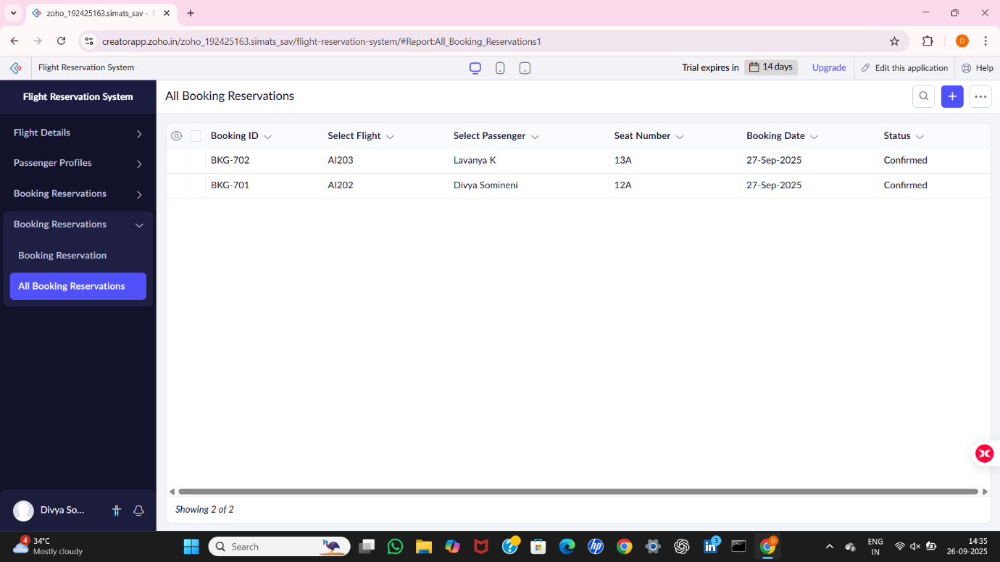 zoho_192425163.simats_sav - F
creatorapp.zoho.in/zoho_192425163.simats_sav/flight-reservation-system/#Report:All_Booking_Reservations1
D
Flight Reservation System
Trial expires in 14 days Upgrade Edit this application Help
Flight Reservation System
All Booking Reservations
Flight Details
Passenger Profiles
Booking Reservations
Booking Reservations
Booking Reservation
All Booking Reservations
Booking ID Select Flight Select Passenger Seat Number Booking Date Status
BKG-702 AI203 Lavanya K 13A 27-Sep-2025 Confirmed
BKG-701 AI202 Divya Somineni 12A 27-Sep-2025 Confirmed
Showing 2 of 2
Divya So...
4
34°C
Mostly cloudy
Search
hp
in
3
D
ENG
IN
14:35
26-09-2025